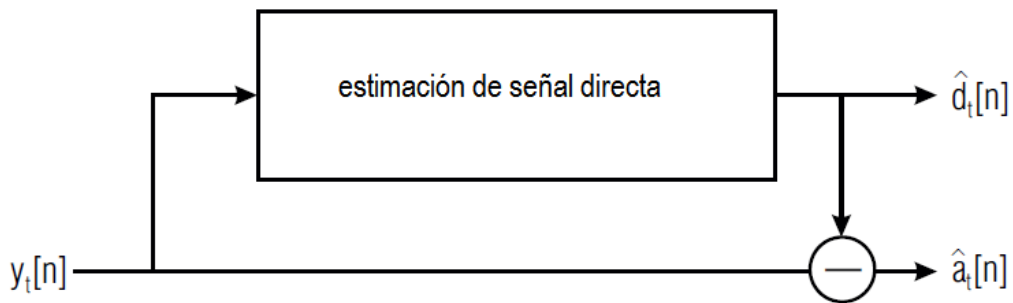 estimación de señal directa
d̂ₜ[n]
yₜ[n]
âₜ[n]